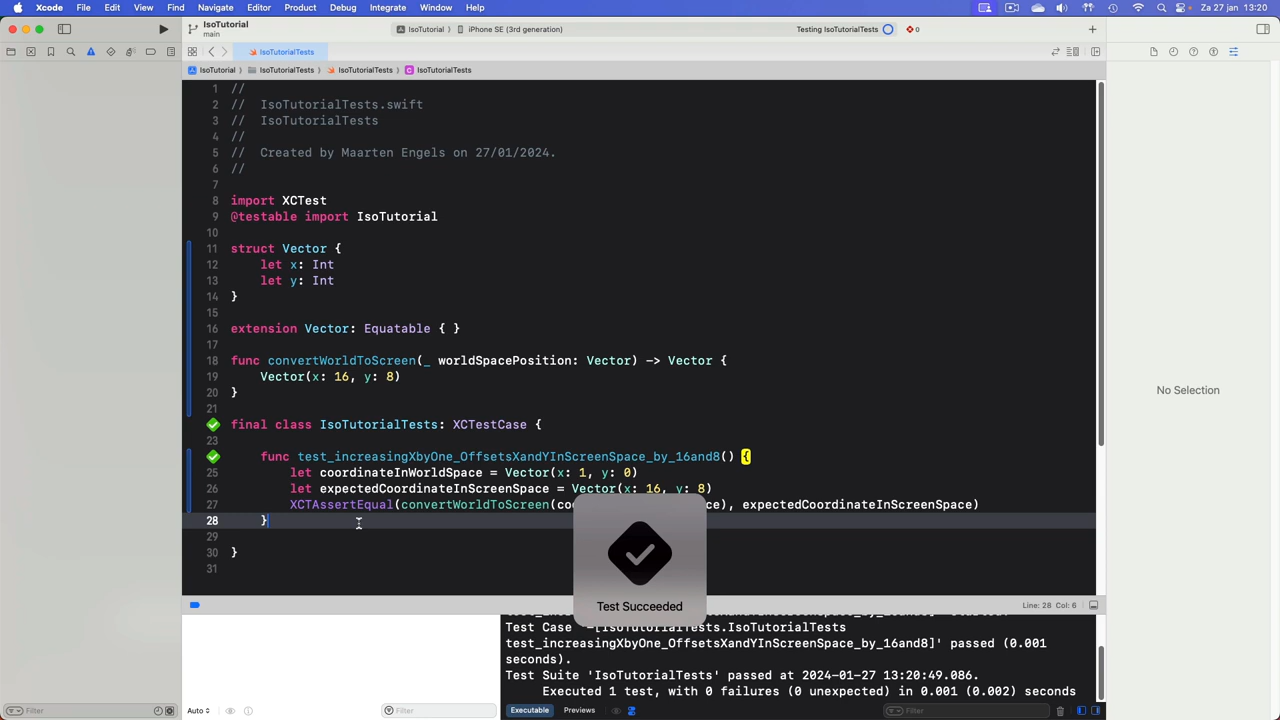 Xcode File Edit View Find Navigate Editor Product Debug Source Control Window Help
Za 27 jan 13:20
IsoTutorial
main
IsoTutorial 〉 iPhone SE (3rd generation)
Testing IsoTutorialTests
0
IsoTutorialTests
IsoTutorial 〉 IsoTutorialTests 〉 IsoTutorialTests 〉 C IsoTutorialTests
1 //
2 // IsoTutorialTests.swift
3 // IsoTutorialTests
4 //
5 // Created by Maarten Engels on 27/01/2024.
6 //
7
8 import XCTest
9 @testable import IsoTutorial
10
11 struct Vector {
12 let x: Int
13 let y: Int
14 }
15
16 extension Vector: Equatable { }
17
18 func convertWorldToScreen(_ worldSpacePosition: Vector) -> Vector {
19 Vector(x: 16, y: 8)
20 }
21
final class IsoTutorialTests: XCTestCase {
23
func test_increasingXbyOne_OffsetsXandYInScreenSpace_by_16and8() {
25 let coordinateInWorldSpace = Vector(x: 1, y: 0)
26 let expectedCoordinateInScreenSpace = Vector(x: 16, y: 8)
27 XCTAssertEqual(convertWorldToScreen(co ce), expectedCoordinateInScreenSpace)
28 }
29
30 }
31
No Selection
Test Succeeded
Line: 28 Col: 6
test_increasingXbyOne_OffsetsXandYInScreenSpace_by_16and8]' started.
Test Case '-[IsoTutorialTests.IsoTutorialTests
test_increasingXbyOne_OffsetsXandYInScreenSpace_by_16and8]' passed (0.001
seconds).
Test Suite 'IsoTutorialTests' passed at 2024-01-27 13:20:49.086.
Executed 1 test, with 0 failures (0 unexpected) in 0.001 (0.002) seconds
Filter
Auto
Filter
Executable
Previews
Filter